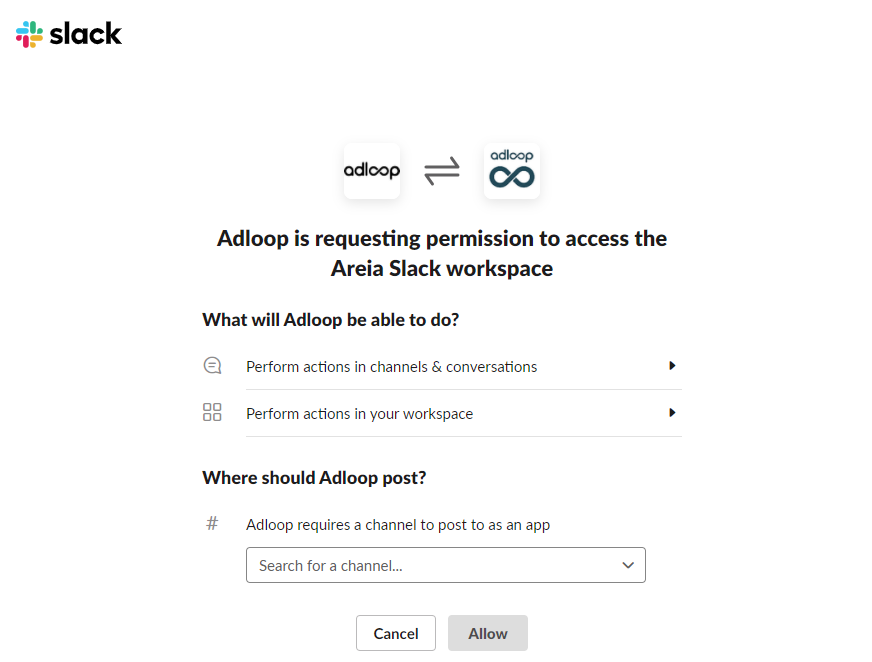 slack
adloop
adloop
Adloop is requesting permission to access the
Areia Slack workspace
What will Adloop be able to do?
Perform actions in channels & conversations
Perform actions in your workspace
Where should Adloop post?
# Adloop requires a channel to post to as an app
Search for a channel...
Cancel Allow